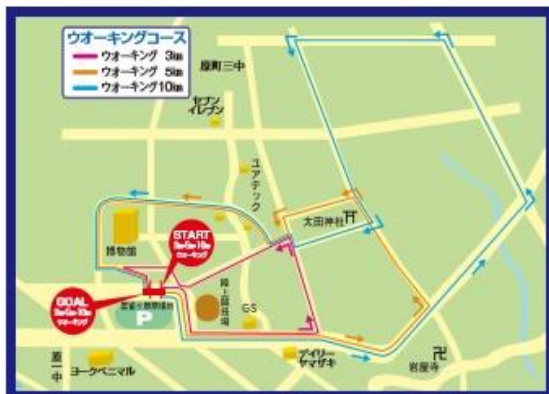 ウオーキングコース
ウオーキング 3km
ウオーキング 5km
ウオーキング10km
原町三中
セブン
イレブン
ユアテック
太田神社
博物館
START
3km・5km・10km
ウオーキング
GOAL
3km・5km・10km
ウオーキング
雲雀ヶ原祭場地
P
陸上競技場
GS
デイリー
ヤマザキ
岩屋寺
原一中
ヨークベニマル